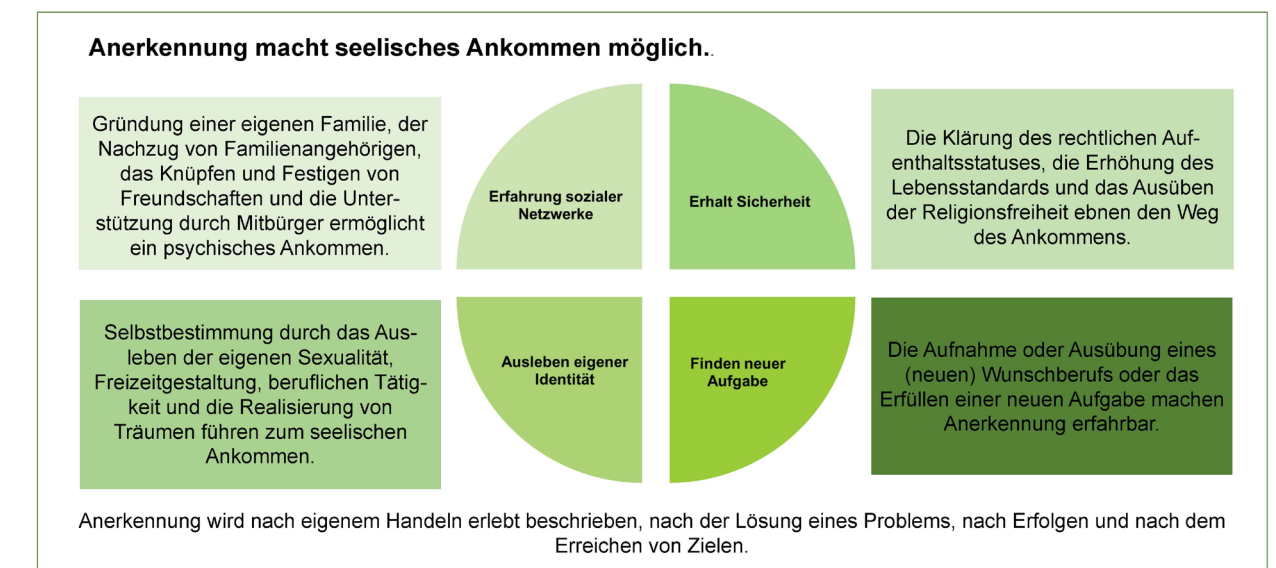 Anerkennung macht seelisches Ankommen möglich..
Gründung einer eigenen Familie, der
Nachzug von Familienangehörigen,
das Knüpfen und Festigen von
Freundschaften und die Unter-
stützung durch Mitbürger ermöglicht
ein psychisches Ankommen.
Erfahrung sozialer
Netzwerke
Erhalt Sicherheit
Die Klärung des rechtlichen Auf-
enthaltsstatuses, die Erhöhung des
Lebensstandards und das Ausüben
der Religionsfreiheit ebnen den Weg
des Ankommens.
Selbstbestimmung durch das Aus-
leben der eigenen Sexualität,
Freizeitgestaltung, beruflichen Tätig-
keit und die Realisierung von
Träumen führen zum seelischen
Ankommen.
Ausleben eigener
Identität
Finden neuer
Aufgabe
Die Aufnahme oder Ausübung eines
(neuen) Wunschberufs oder das
Erfüllen einer neuen Aufgabe machen
Anerkennung erfahrbar.
Anerkennung wird nach eigenem Handeln erlebt beschrieben, nach der Lösung eines Problems, nach Erfolgen und nach dem
Erreichen von Zielen.